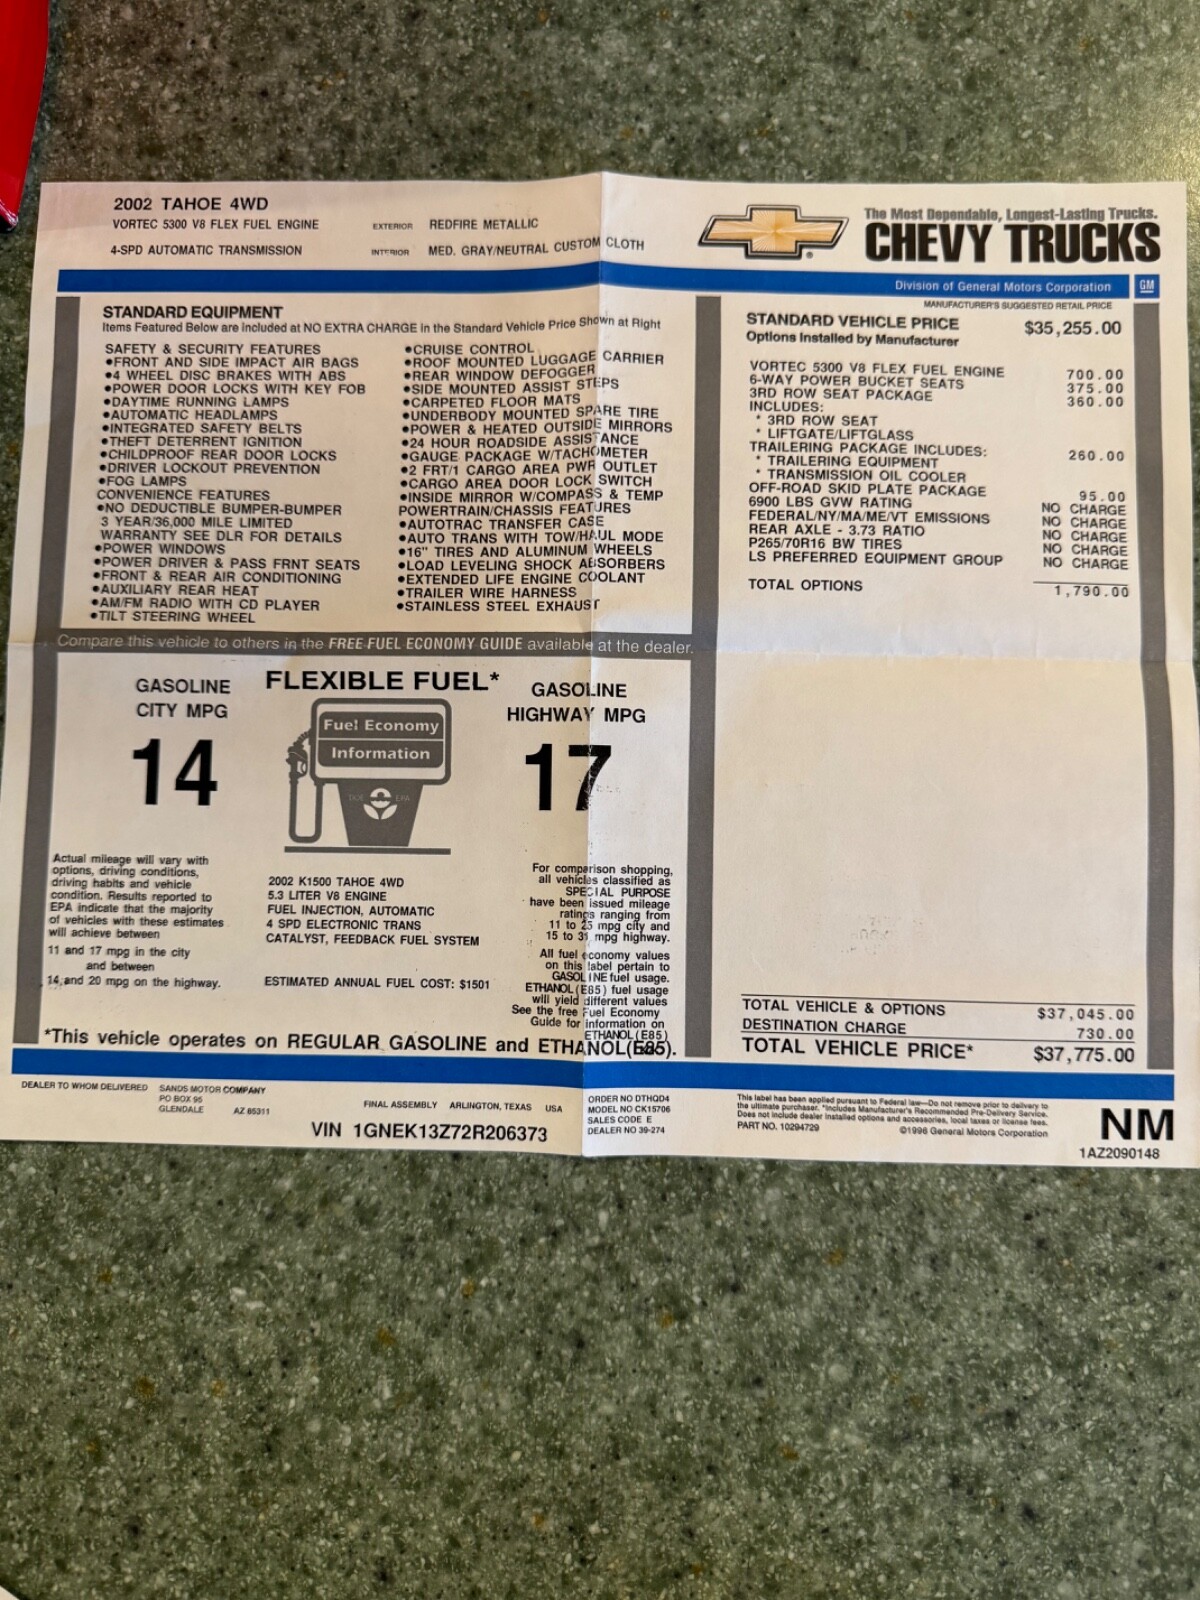 2002 TAHOE 4WD
VORTEC 5300 V8 FLEX FUEL ENGINE
4-SPD AUTOMATIC TRANSMISSION
EXTERIOR REDFIRE METALLIC
INTERIOR MED. GRAY/NEUTRAL CUSTOM CLOTH
The Most Dependable, Longest-Lasting Trucks.
CHEVY TRUCKS
Division of General Motors Corporation GM
STANDARD EQUIPMENT
Items Featured Below are included at NO EXTRA CHARGE in the Standard Vehicle Price Shown at Right
SAFETY & SECURITY FEATURES
•FRONT AND SIDE IMPACT AIR BAGS
•4 WHEEL DISC BRAKES WITH ABS
•POWER DOOR LOCKS WITH KEY FOB
•DAYTIME RUNNING LAMPS
•AUTOMATIC HEADLAMPS
•INTEGRATED SAFETY BELTS
•THEFT DETERRENT IGNITION
•CHILDPROOF REAR DOOR LOCKS
•DRIVER LOCKOUT PREVENTION
•FOG LAMPS
CONVENIENCE FEATURES
•NO DEDUCTIBLE BUMPER-BUMPER
3 YEAR/36,000 MILE LIMITED
WARRANTY SEE DLR FOR DETAILS
•POWER WINDOWS
•POWER DRIVER & PASS FRNT SEATS
•FRONT & REAR AIR CONDITIONING
•AUXILIARY REAR HEAT
•AM/FM RADIO WITH CD PLAYER
•TILT STEERING WHEEL
•CRUISE CONTROL
•ROOF MOUNTED LUGGAGE CARRIER
•REAR WINDOW DEFOGGER
•SIDE MOUNTED ASSIST STEPS
•CARPETED FLOOR MATS
•UNDERBODY MOUNTED SPARE TIRE
•POWER & HEATED OUTSIDE MIRRORS
•24 HOUR ROADSIDE ASSISTANCE
•GAUGE PACKAGE W/TACHOMETER
•2 FRT/1 CARGO AREA PWR OUTLET
•CARGO AREA DOOR LOCK SWITCH
•INSIDE MIRROR W/COMPASS & TEMP
POWERTRAIN/CHASSIS FEATURES
•AUTOTRAC TRANSFER CASE
•AUTO TRANS WITH TOW/HAUL MODE
•16" TIRES AND ALUMINUM WHEELS
•LOAD LEVELING SHOCK ABSORBERS
•EXTENDED LIFE ENGINE COOLANT
•TRAILER WIRE HARNESS
•STAINLESS STEEL EXHAUST
MANUFACTURER'S SUGGESTED RETAIL PRICE
STANDARD VEHICLE PRICE $35,255.00
Options Installed by Manufacturer
VORTEC 5300 V8 FLEX FUEL ENGINE 700.00
6-WAY POWER BUCKET SEATS 375.00
3RD ROW SEAT PACKAGE 360.00
INCLUDES:
* 3RD ROW SEAT
* LIFTGATE/LIFTGLASS
TRAILERING PACKAGE INCLUDES: 260.00
* TRAILERING EQUIPMENT
* TRANSMISSION OIL COOLER
OFF-ROAD SKID PLATE PACKAGE 95.00
6900 LBS GVW RATING NO CHARGE
FEDERAL/NY/MA/ME/VT EMISSIONS NO CHARGE
REAR AXLE - 3.73 RATIO NO CHARGE
P265/70R16 BW TIRES NO CHARGE
LS PREFERRED EQUIPMENT GROUP NO CHARGE
TOTAL OPTIONS 1,790.00
Compare this vehicle to others in the FREE FUEL ECONOMY GUIDE available at the dealer.
GASOLINE
CITY MPG
14
FLEXIBLE FUEL*
Fuel Economy
Information
DOE EPA
GASOLINE
HIGHWAY MPG
17
Actual mileage will vary with
options, driving conditions,
driving habits and vehicle
condition. Results reported to
EPA indicate that the majority
of vehicles with these estimates
will achieve between
11 and 17 mpg in the city
and between
14 and 20 mpg on the highway.
2002 K1500 TAHOE 4WD
5.3 LITER V8 ENGINE
FUEL INJECTION, AUTOMATIC
4 SPD ELECTRONIC TRANS
CATALYST, FEEDBACK FUEL SYSTEM
ESTIMATED ANNUAL FUEL COST: $1501
For comparison shopping,
all vehicles classified as
SPECIAL PURPOSE
have been issued mileage
ratings ranging from
11 to 25 mpg city and
15 to 31 mpg highway.
All fuel economy values
on this label pertain to
GASOLINE fuel usage.
ETHANOL(E85) fuel usage
will yield different values
See the free Fuel Economy
Guide for information on
ETHANOL(E85)
*This vehicle operates on REGULAR GASOLINE and ETHANOL(E85).
TOTAL VEHICLE & OPTIONS $37,045.00
DESTINATION CHARGE 730.00
TOTAL VEHICLE PRICE* $37,775.00
DEALER TO WHOM DELIVERED SANDS MOTOR COMPANY
PO BOX 95
GLENDALE AZ 85311
FINAL ASSEMBLY ARLINGTON, TEXAS USA
VIN 1GNEK13Z72R206373
ORDER NO DTHQD4
MODEL NO CK15706
SALES CODE E
DEALER NO 39-274
This label has been applied pursuant to Federal law—Do not remove prior to delivery to
the ultimate purchaser. *Includes Manufacturer's Recommended Pre-Delivery Service.
Does not include dealer installed options and accessories, local taxes or license fees.
PART NO. 10294729 ©1996 General Motors Corporation
NM
1AZ2090148